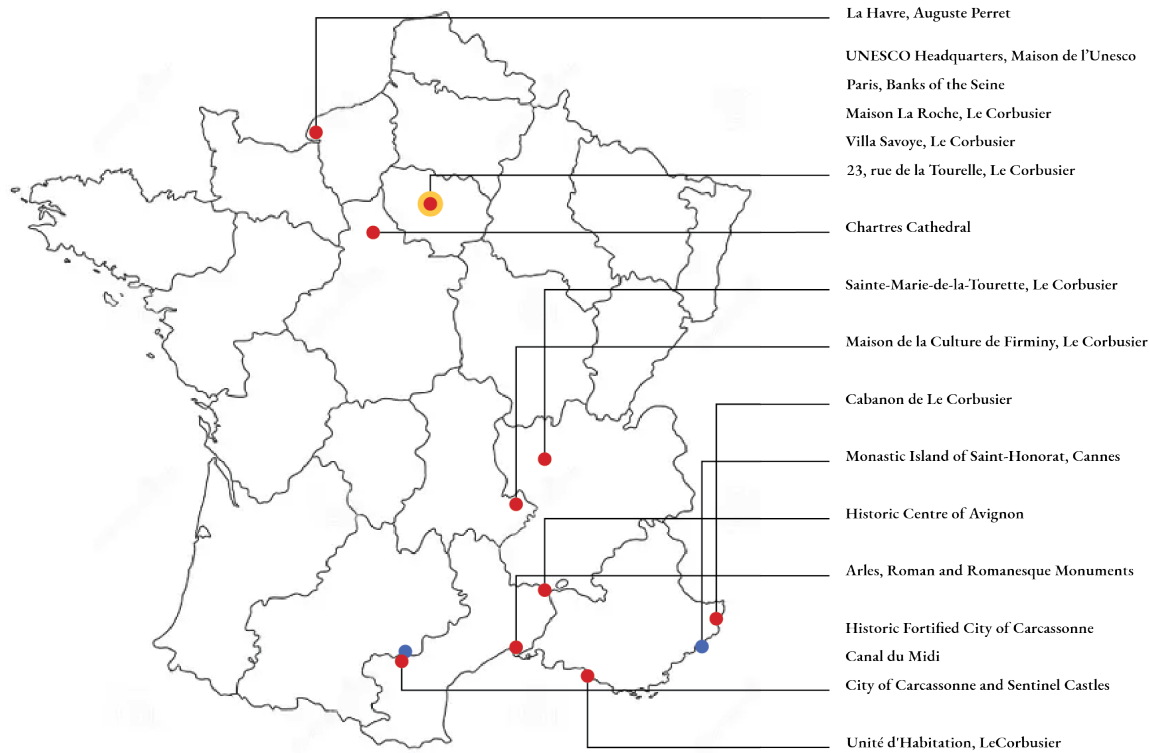 La Havre, Auguste Perret
UNESCO Headquarters, Maison de l’Unesco
Paris, Banks of the Seine
Maison La Roche, Le Corbusier
Villa Savoye, Le Corbusier
23, rue de la Tourelle, Le Corbusier
Chartres Cathedral
Sainte-Marie-de-la-Tourette, Le Corbusier
Maison de la Culture de Firminy, Le Corbusier
Cabanon de Le Corbusier
Monastic Island of Saint-Honorat, Cannes
Historic Centre of Avignon
Arles, Roman and Romanesque Monuments
Historic Fortified City of Carcassonne
Canal du Midi
City of Carcassonne and Sentinel Castles
Unité d'Habitation, LeCorbusier